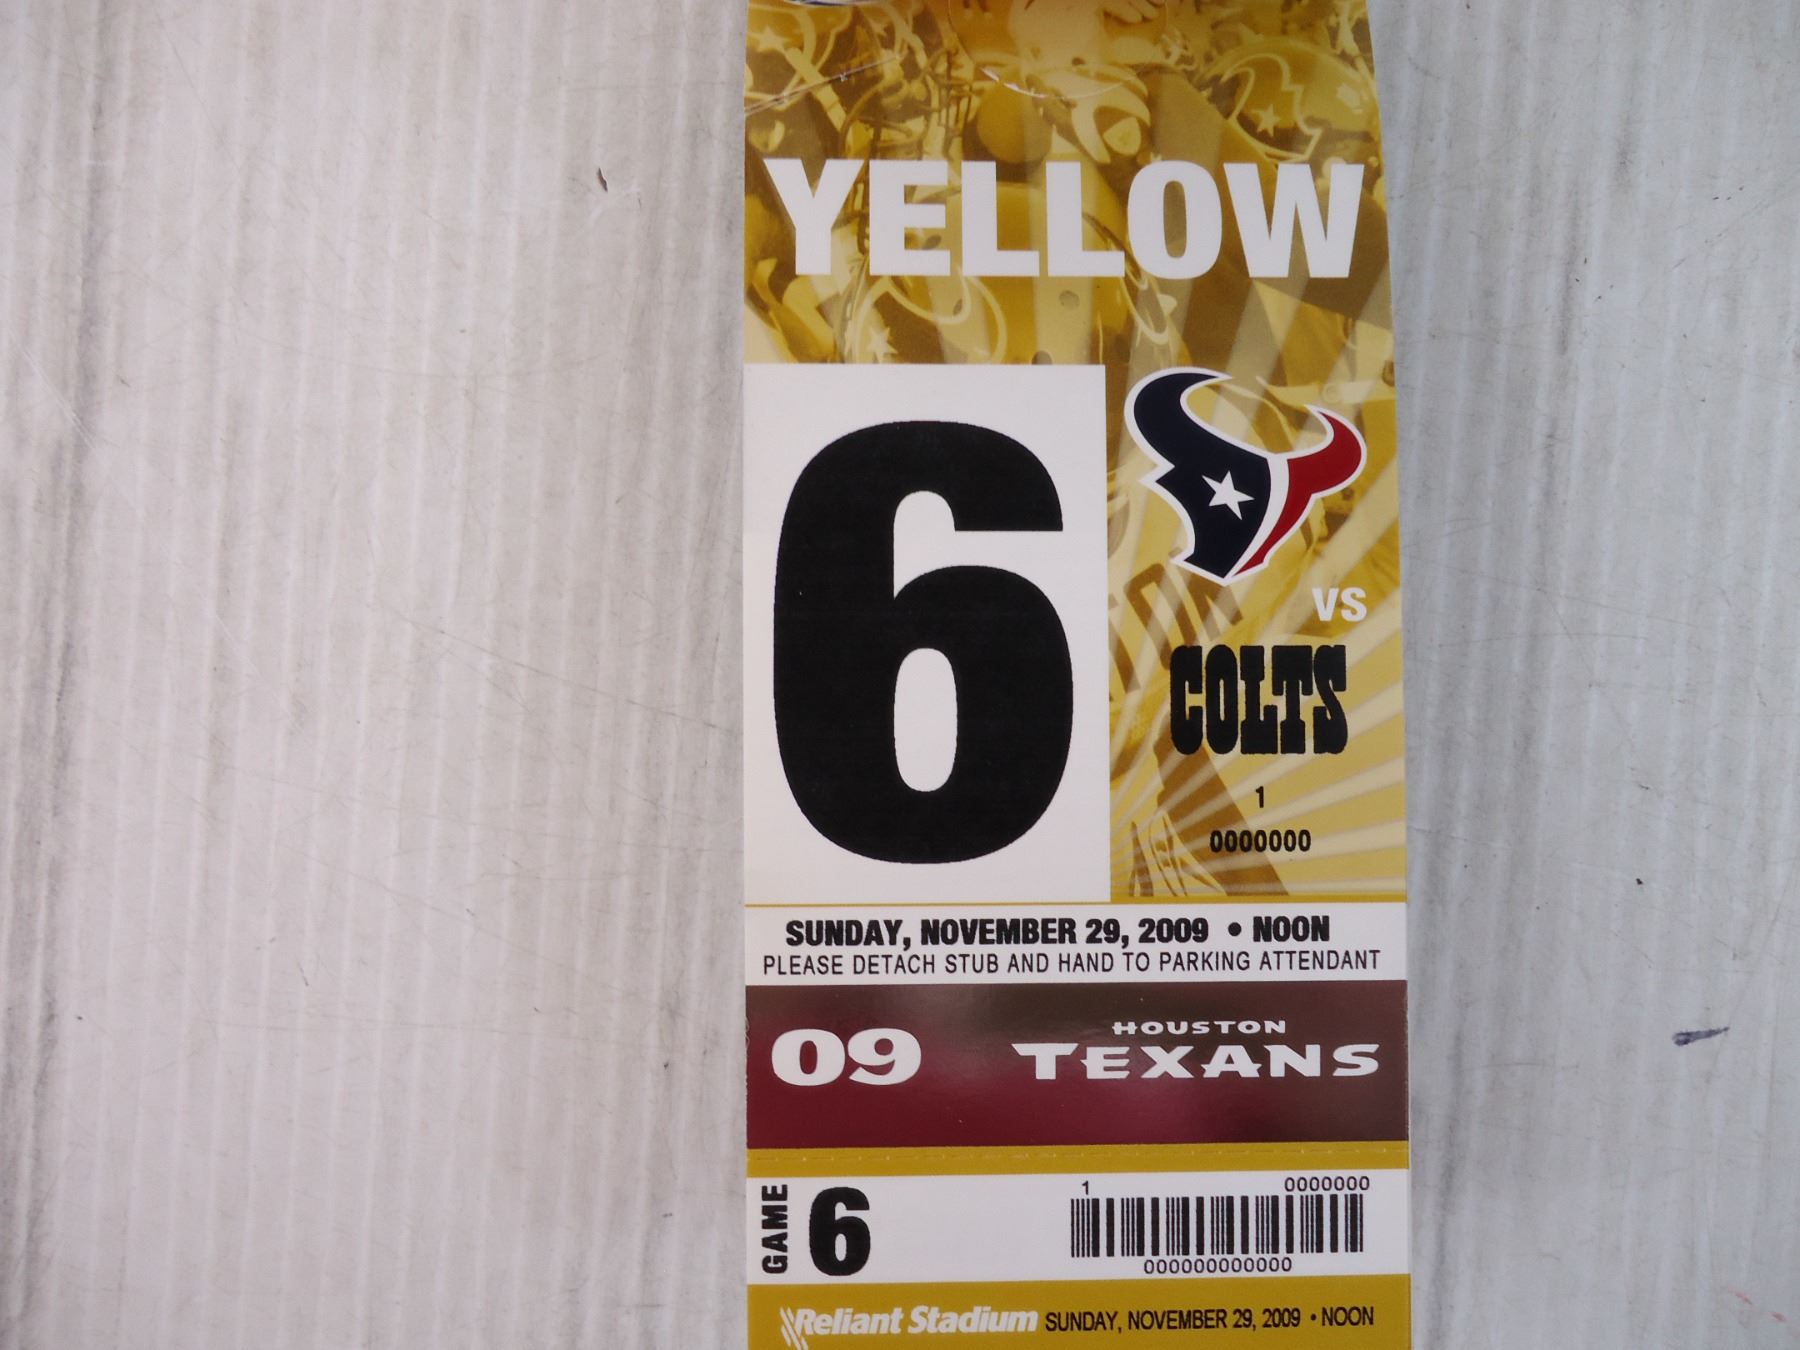 YELLOW
6
VS
COLTS
1
0000000
SUNDAY, NOVEMBER 29, 2009 • NOON
PLEASE DETACH STUB AND HAND TO PARKING ATTENDANT
09
HOUSTON
TEXANS
GAME
6
1 0000000
000000000000
Reliant Stadium SUNDAY, NOVEMBER 29, 2009 • NOON